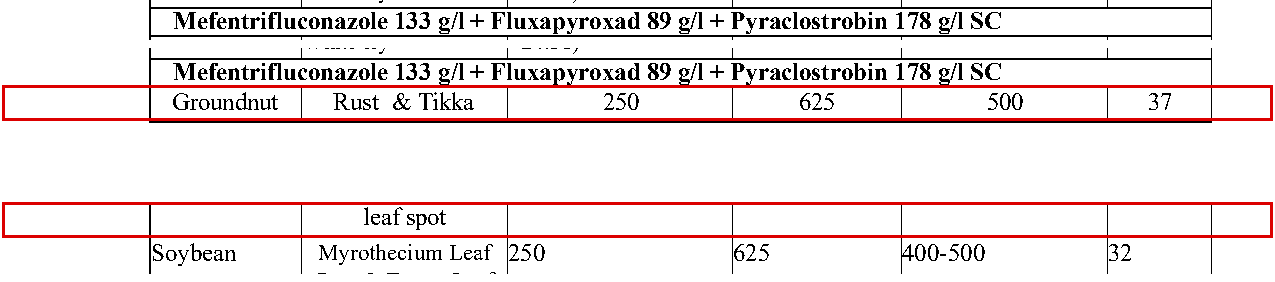 Mefentrifluconazole 133 g/l + Fluxapyroxad 89 g/l + Pyraclostrobin 178 g/l SC
Mefentrifluconazole 133 g/l + Fluxapyroxad 89 g/l + Pyraclostrobin 178 g/l SC
Groundnut Rust & Tikka 250 625 500 37
leaf spot
Soybean Myrothecium Leaf 250 625 400-500 32